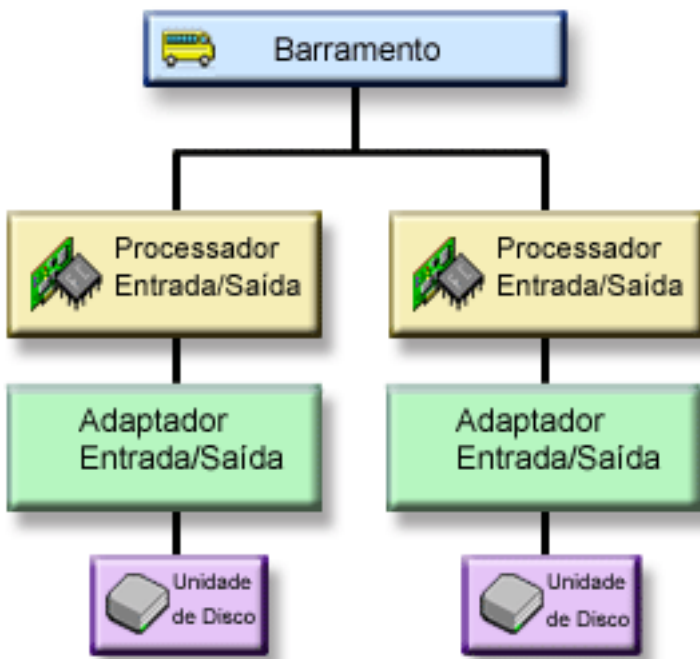 Barramento
Processador
Entrada/Saída
Processador
Entrada/Saída
Adaptador
Entrada/Saída
Adaptador
Entrada/Saída
Unidade
de Disco
Unidade
de Disco